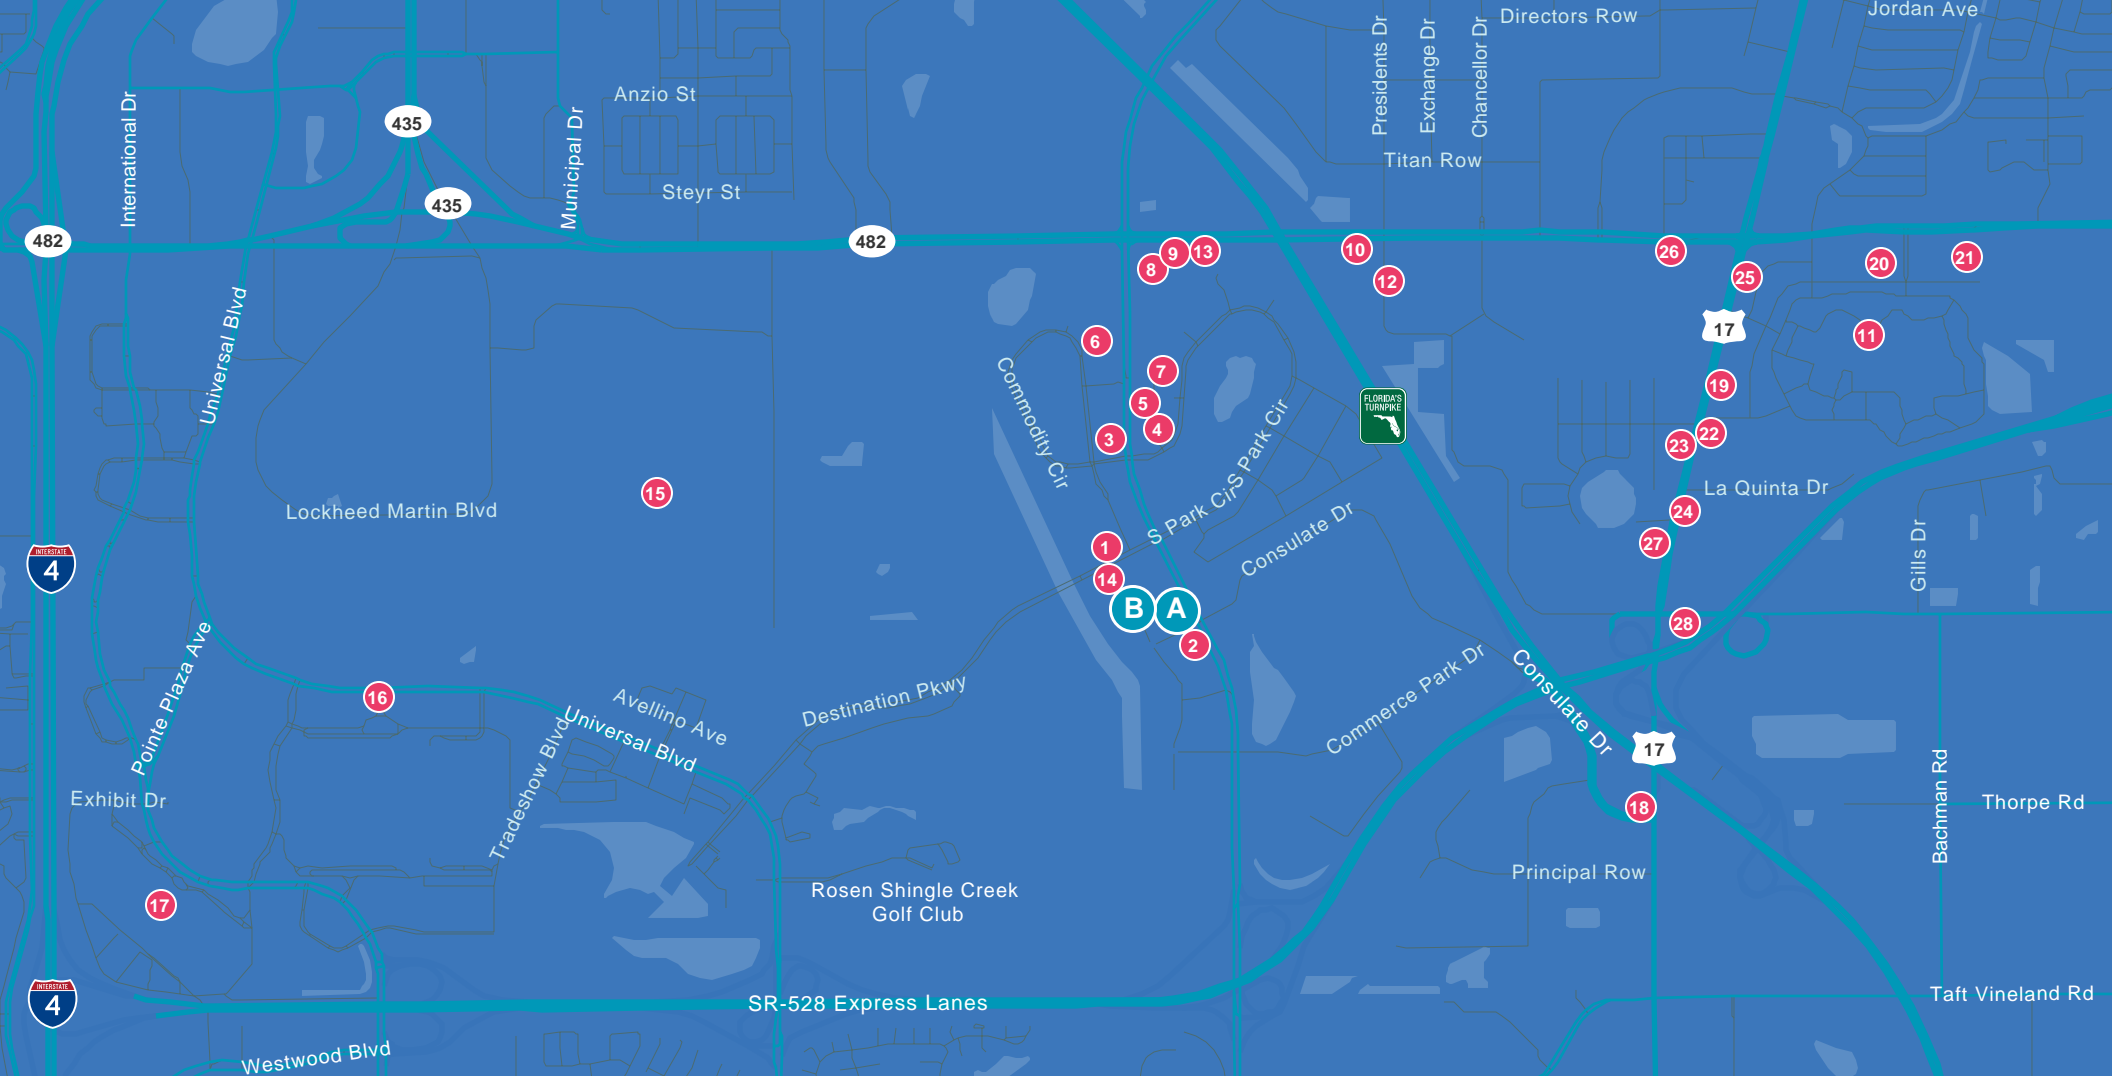 Directors Row
Jordan Ave
Presidents Dr
Exchange Dr
Chancellor Dr
Anzio St
International Dr
435
Municipal Dr
Titan Row
Steyr St
435
482
482
9
13
10
26
8
12
25
20
21
Universal Blvd
6
17
11
Commodity Cir
7
19
5
FLORIDA'S
TURNPIKE
3
4
S Park Cir
22
23
15
La Quinta Dr
Lockheed Martin Blvd
S Park Cir
Consulate Dr
24
1
27
Gills Dr
INTERSTATE
4
14
B
A
28
2
Pointe Plaza Ave
16
Destination Pkwy
Avellino Ave
Commerce Park Dr
Consulate Dr
Universal Blvd
Tradeshow Blvd
17
Exhibit Dr
18
Bachman Rd
Thorpe Rd
Principal Row
Rosen Shingle Creek
Golf Club
17
INTERSTATE
4
SR-528 Express Lanes
Taft Vineland Rd
Westwood Blvd